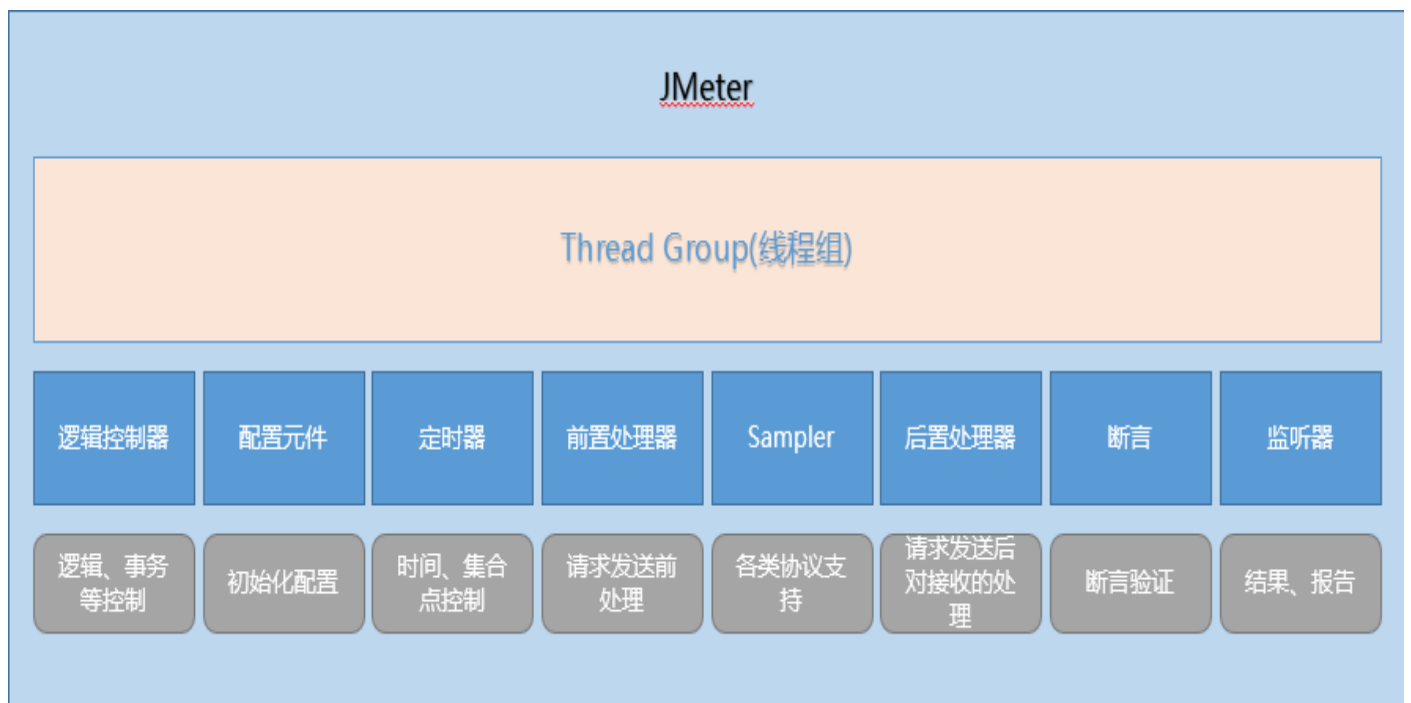 JMeter
Thread Group(线程组)
逻辑控制器
配置元件
定时器
前置处理器
Sampler
后置处理器
断言
监听器
逻辑、事务
等控制
初始化配置
时间、集合
点控制
请求发送前
处理
各类协议支
持
请求发送后
对接收的处
理
断言验证
结果、报告